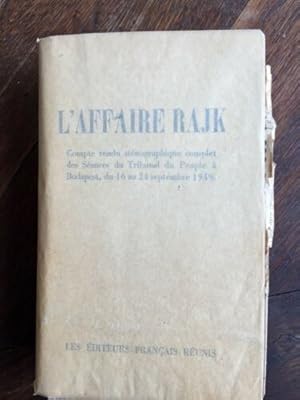 L'AFFAIRE RAJK
Compte rendu sténographique complet
des Séances du Tribunal du Peuple à
Budapest, du 16 au 24 septembre 1949.
LES ÉDITEURS FRANÇAIS RÉUNIS